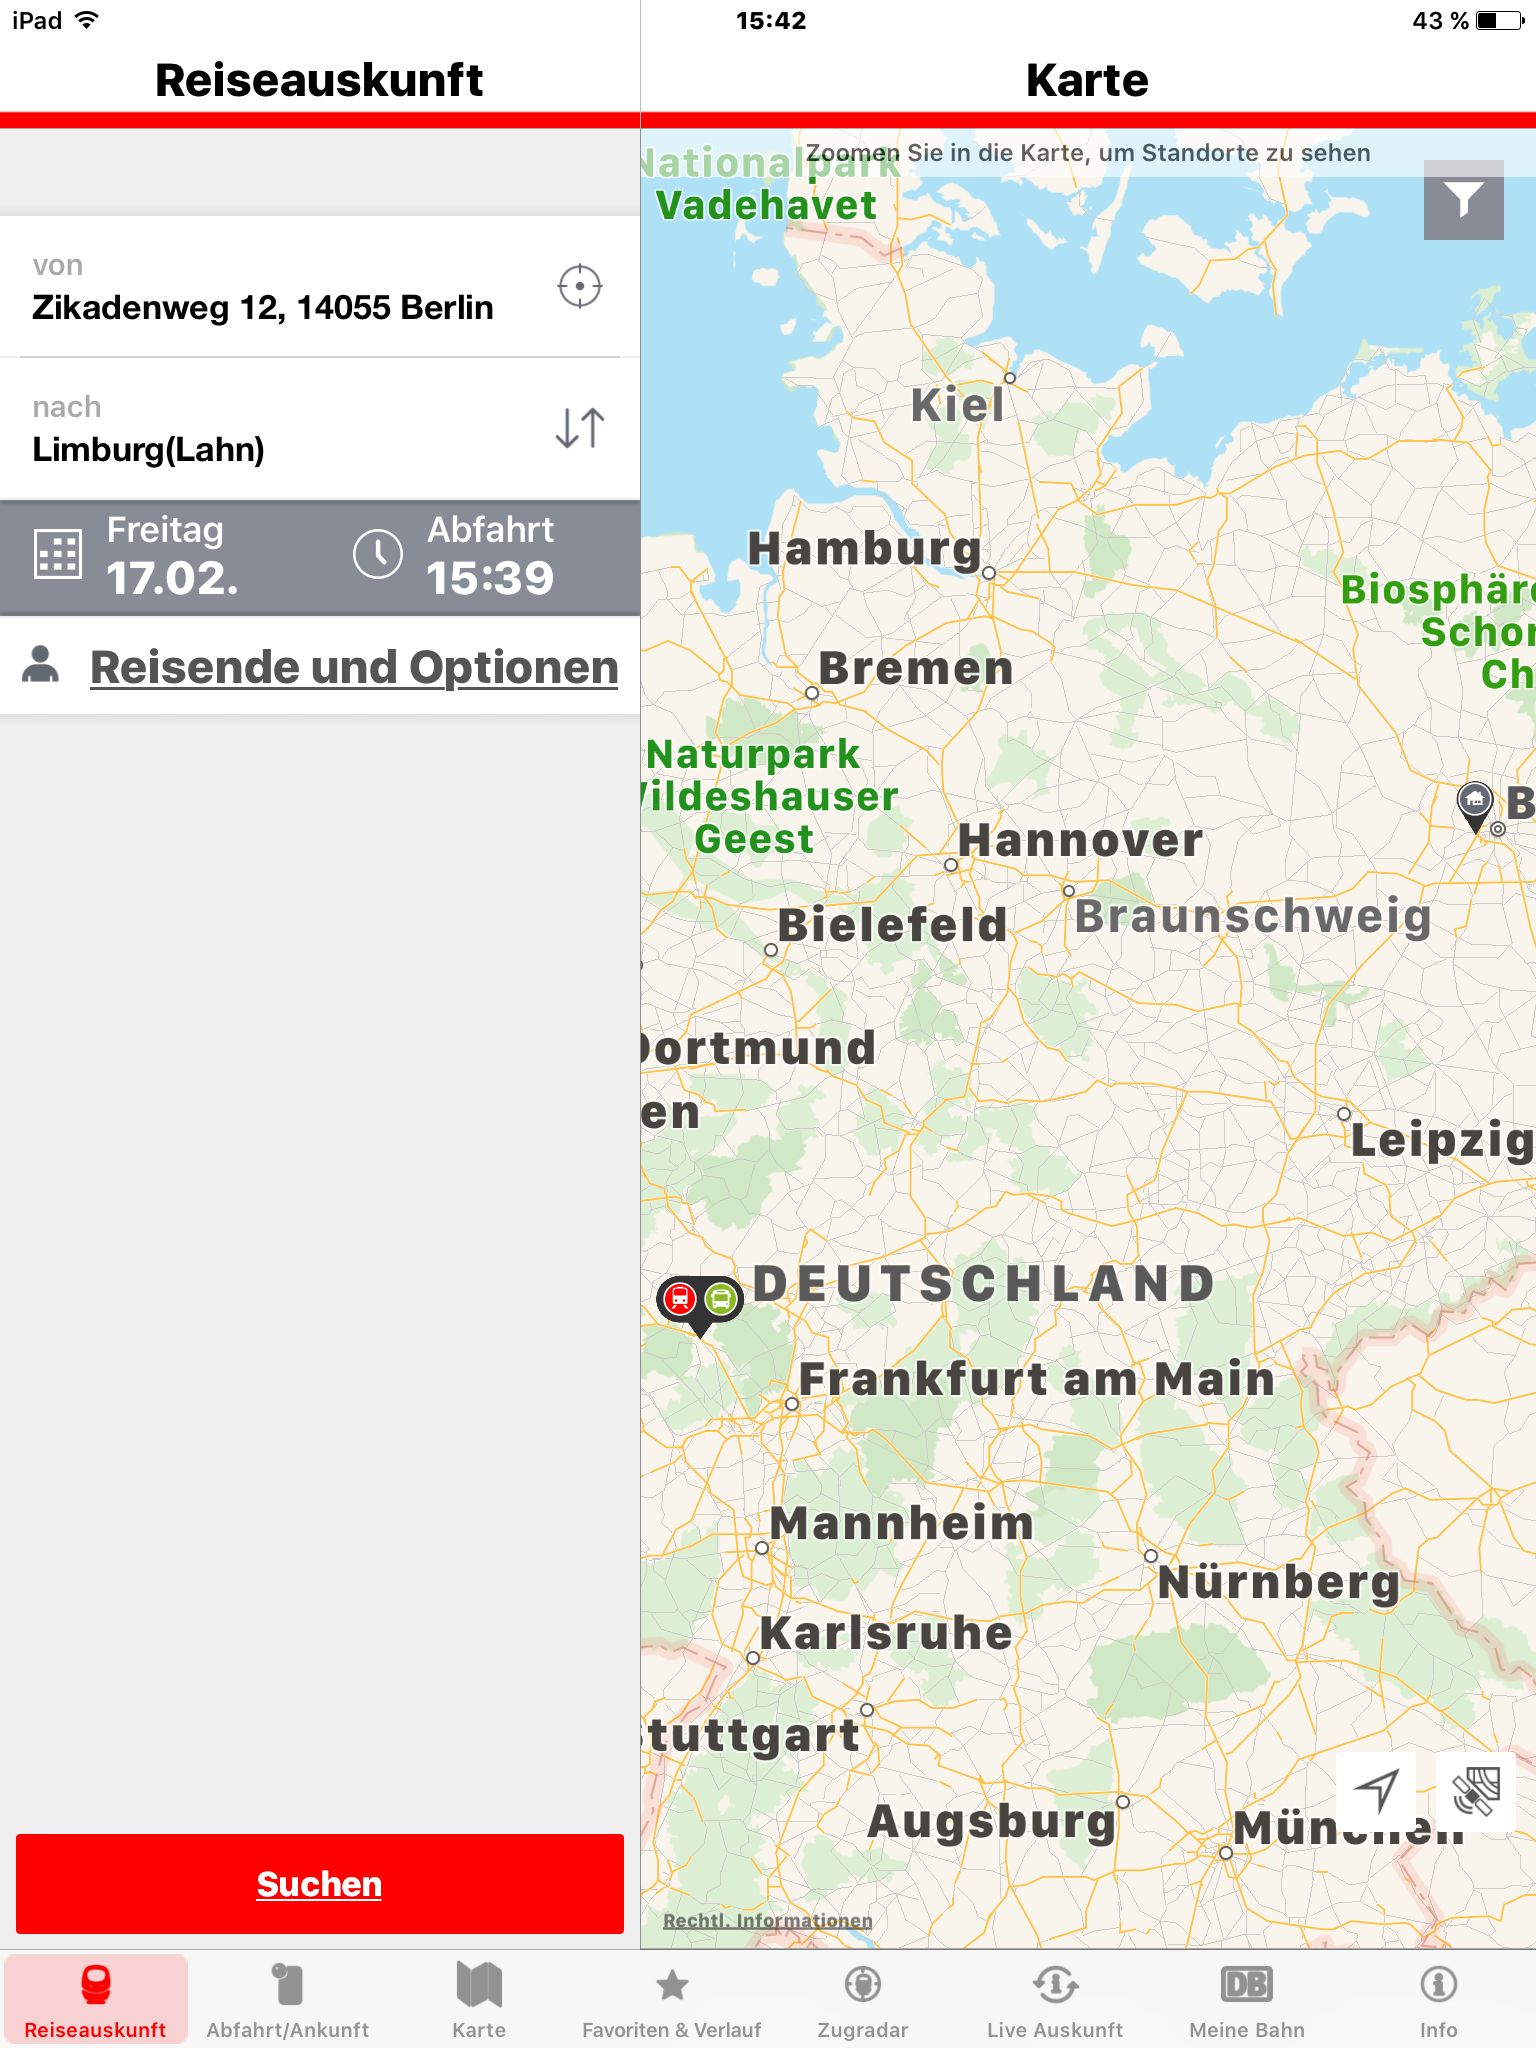 iPad
15:42
43 %
Reiseauskunft
Karte
Zoomen Sie in die Karte, um Standorte zu sehen
von
Zikadenweg 12, 14055 Berlin
nach
Limburg(Lahn)
Freitag
17.02.
Abfahrt
15:39
Reisende und Optionen
Suchen
Nationalpark
Vadehavet
Kiel
Hamburg
Biosphäre
Schor
Ch
Bremen
Naturpark
Wildeshauser
Geest
B
Hannover
Braunschweig
Bielefeld
Dortmund
en
Leipzig
DEUTSCHLAND
Frankfurt am Main
Mannheim
Nürnberg
Karlsruhe
Stuttgart
Augsburg
München
Rechtl. Informationen
Reiseauskunft
Abfahrt/Ankunft
Karte
Favoriten & Verlauf
Zugradar
Live Auskunft
DB
Meine Bahn
Info